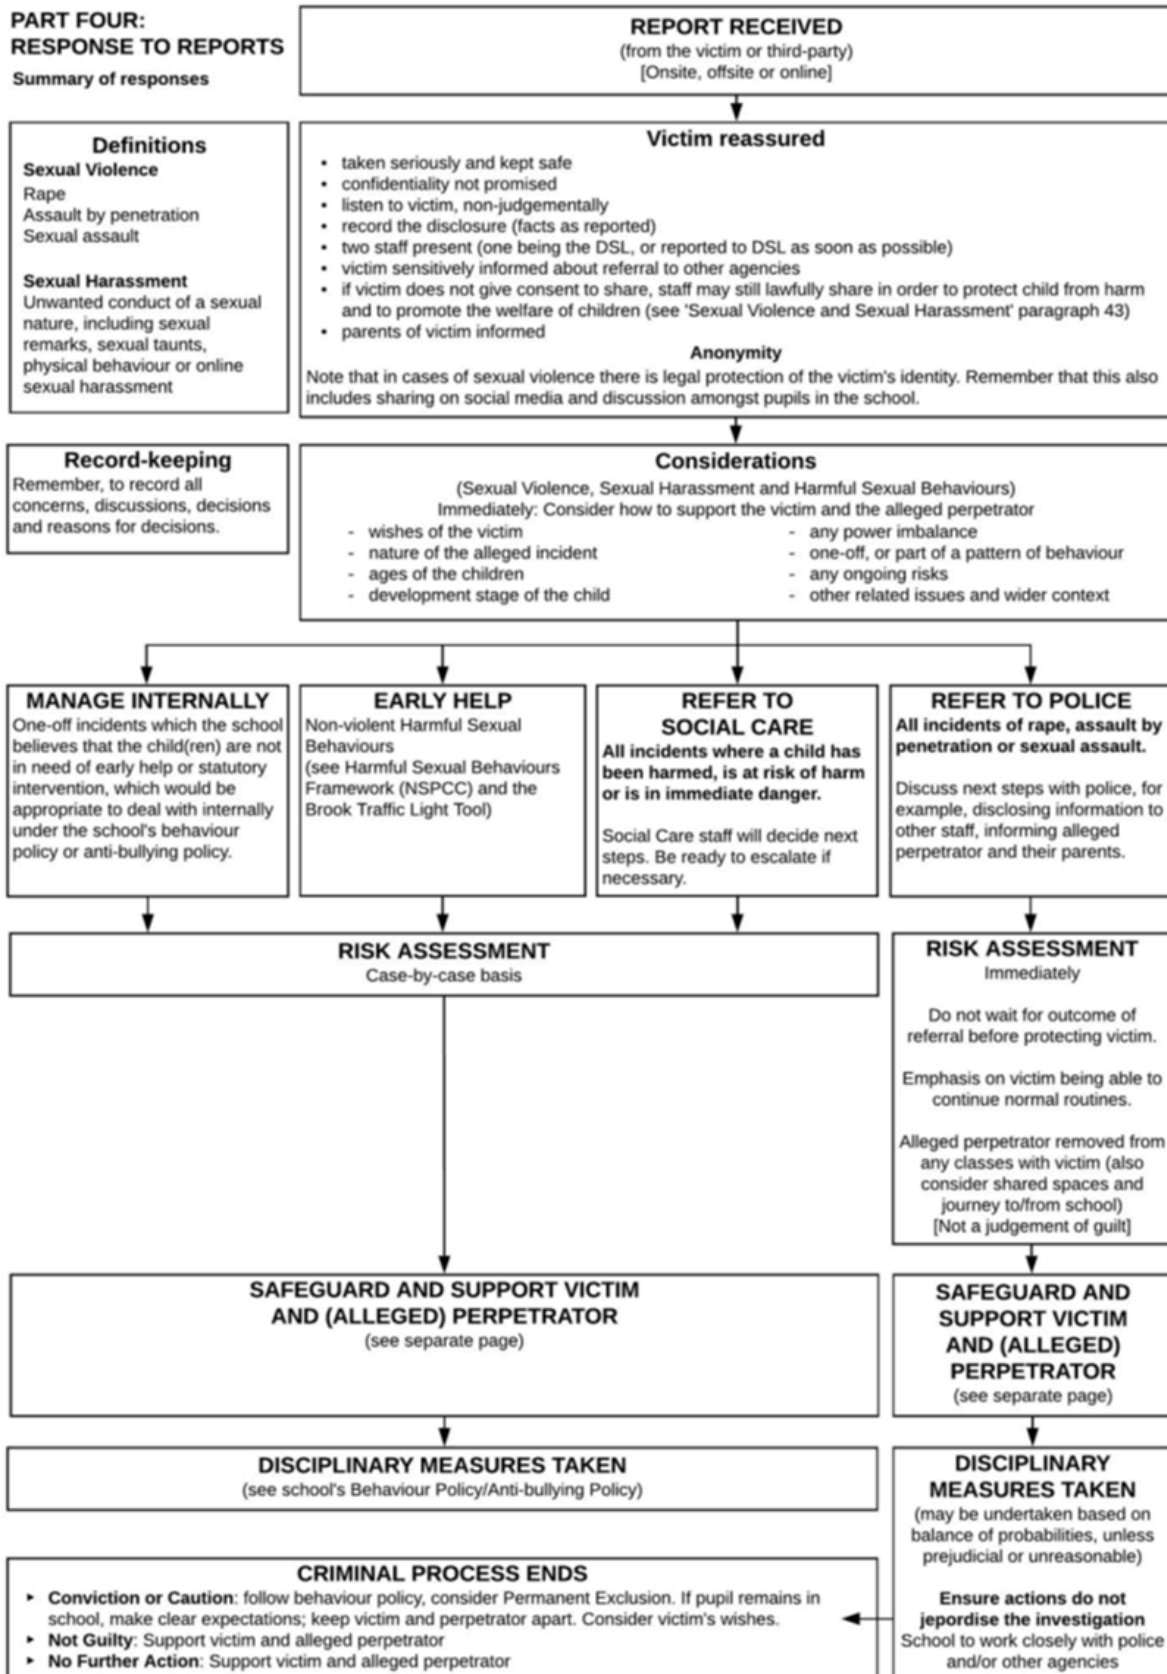 PART FOUR:
RESPONSE TO REPORTS
Summary of responses
REPORT RECEIVED
(from the victim or third-party)
[Onsite, offsite or online]
Definitions
Sexual Violence
Rape
Assault by penetration
Sexual assault
Sexual Harassment
Unwanted conduct of a sexual
nature, including sexual
remarks, sexual taunts,
physical behaviour or online
sexual harassment
Victim reassured
• taken seriously and kept safe
• confidentiality not promised
• listen to victim, non-judgementally
• record the disclosure (facts as reported)
• two staff present (one being the DSL, or reported to DSL as soon as possible)
• victim sensitively informed about referral to other agencies
• if victim does not give consent to share, staff may still lawfully share in order to protect child from harm
and to promote the welfare of children (see 'Sexual Violence and Sexual Harassment' paragraph 43)
• parents of victim informed
Anonymity
Note that in cases of sexual violence there is legal protection of the victim's identity. Remember that this also
includes sharing on social media and discussion amongst pupils in the school.
Record-keeping
Remember, to record all
concerns, discussions, decisions
and reasons for decisions.
Considerations
(Sexual Violence, Sexual Harassment and Harmful Sexual Behaviours)
Immediately: Consider how to support the victim and the alleged perpetrator
- wishes of the victim
- nature of the alleged incident
- ages of the children
- development stage of the child
- any power imbalance
- one-off, or part of a pattern of behaviour
- any ongoing risks
- other related issues and wider context
MANAGE INTERNALLY
One-off incidents which the school
believes that the child(ren) are not
in need of early help or statutory
intervention, which would be
appropriate to deal with internally
under the school's behaviour
policy or anti-bullying policy.
EARLY HELP
Non-violent Harmful Sexual
Behaviours
(see Harmful Sexual Behaviours
Framework (NSPCC) and the
Brook Traffic Light Tool)
REFER TO
SOCIAL CARE
All incidents where a child has
been harmed, is at risk of harm
or is in immediate danger.
Social Care staff will decide next
steps. Be ready to escalate if
necessary.
REFER TO POLICE
All incidents of rape, assault by
penetration or sexual assault.
Discuss next steps with police, for
example, disclosing information to
other staff, informing alleged
perpetrator and their parents.
RISK ASSESSMENT
Case-by-case basis
RISK ASSESSMENT
Immediately
Do not wait for outcome of
referral before protecting victim.
Emphasis on victim being able to
continue normal routines.
Alleged perpetrator removed from
any classes with victim (also
consider shared spaces and
journey to/from school)
[Not a judgement of guilt]
SAFEGUARD AND SUPPORT VICTIM
AND (ALLEGED) PERPETRATOR
(see separate page)
SAFEGUARD AND
SUPPORT VICTIM
AND (ALLEGED)
PERPETRATOR
(see separate page)
DISCIPLINARY MEASURES TAKEN
(see school's Behaviour Policy/Anti-bullying Policy)
DISCIPLINARY
MEASURES TAKEN
(may be undertaken based on
balance of probabilities, unless
prejudicial or unreasonable)
Ensure actions do not
jepordise the investigation
School to work closely with police
and/or other agencies
CRIMINAL PROCESS ENDS
▸ Conviction or Caution: follow behaviour policy, consider Permanent Exclusion. If pupil remains in
school, make clear expectations; keep victim and perpetrator apart. Consider victim's wishes.
▸ Not Guilty: Support victim and alleged perpetrator
▸ No Further Action: Support victim and alleged perpetrator